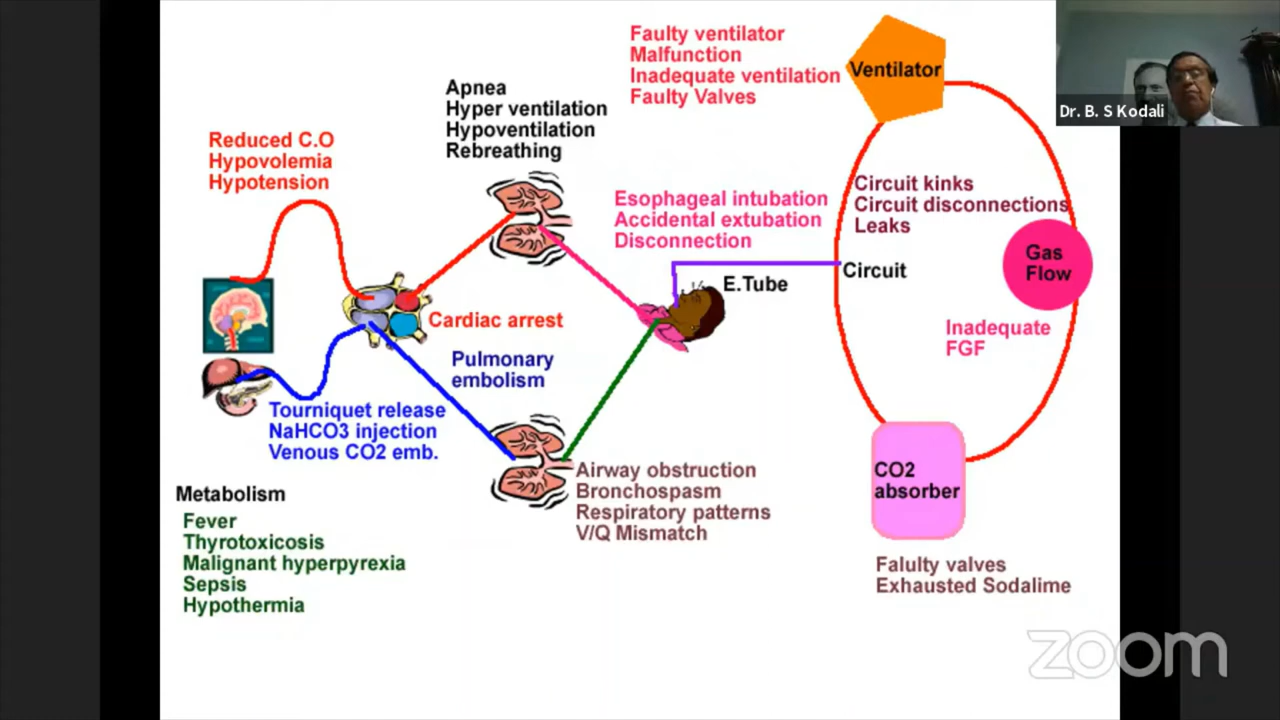 Faulty ventilator
Malfunction
Inadequate ventilation
Faulty Valves
Ventilator
Dr. B. S Kodali
Apnea
Hyper ventilation
Hypoventilation
Rebreathing
Reduced C.O
Hypovolemia
Hypotension
Esophageal intubation
Accidental extubation
Disconnection
Circuit kinks
Circuit disconnections
Leaks
Gas
Flow
Circuit
E.Tube
Cardiac arrest
Inadequate
FGF
Pulmonary
embolism
Tourniquet release
NaHCO3 injection
Venous CO2 emb.
Airway obstruction
Bronchospasm
Respiratory patterns
V/Q Mismatch
CO2
absorber
Metabolism
Fever
Thyrotoxicosis
Malignant hyperpyrexia
Sepsis
Hypothermia
Falulty valves
Exhausted Sodalime
zoom